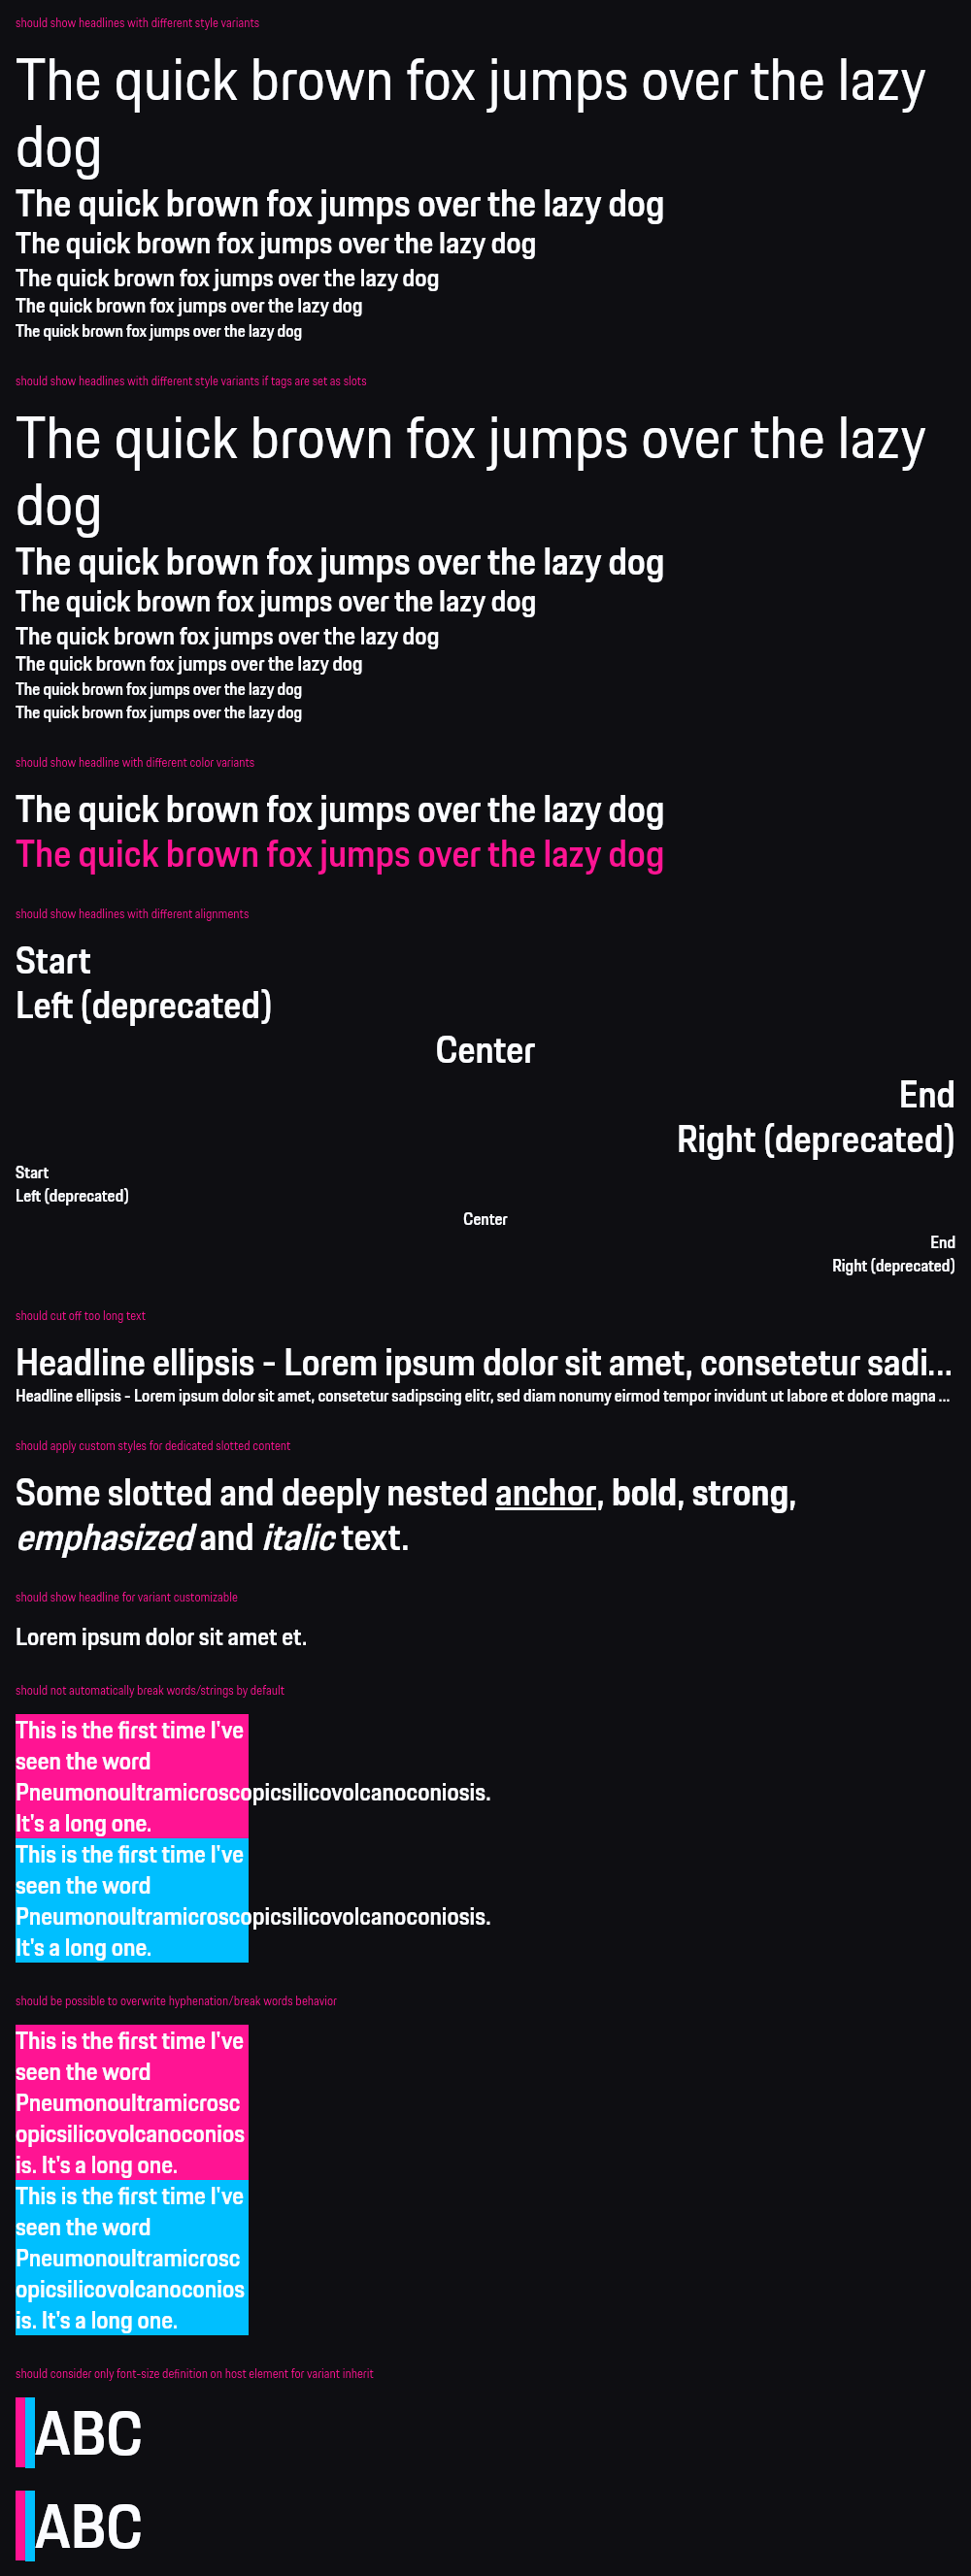 should show headlines with different style variants
The quick brown fox jumps over the lazy
dog
The quick brown fox jumps over the lazy dog
The quick brown fox jumps over the lazy dog
The quick brown fox jumps over the lazy dog
The quick brown fox jumps over the lazy dog
The quick brown fox jumps over the lazy dog
should show headlines with different style variants if tags are set as slots
The quick brown fox jumps over the lazy
dog
The quick brown fox jumps over the lazy dog
The quick brown fox jumps over the lazy dog
The quick brown fox jumps over the lazy dog
The quick brown fox jumps over the lazy dog
The quick brown fox jumps over the lazy dog
The quick brown fox jumps over the lazy dog
should show headline with different color variants
The quick brown fox jumps over the lazy dog
The quick brown fox jumps over the lazy dog
should show headlines with different alignments
Start
Left (deprecated)
Center
End
Right (deprecated)
Start
Left (deprecated)
Center
End
Right (deprecated)
should cut off too long text
Headline ellipsis - Lorem ipsum dolor sit amet, consetetur sadi...
Headline ellipsis - Lorem ipsum dolor sit amet, consetetur sadipscing elitr, sed diam nonumy eirmod tempor invidunt ut labore et dolore magna ...
should apply custom styles for dedicated slotted content
Some slotted and deeply nested anchor, bold, strong,
emphasized and italic text.
should show headline for variant customizable
Lorem ipsum dolor sit amet et.
should not automatically break words/strings by default
This is the first time I've
seen the word
Pneumonoultramicroscopicsilicovolcanoconiosis.
It's a long one.
This is the first time I've
seen the word
Pneumonoultramicroscopicsilicovolcanoconiosis.
It's a long one.
should be possible to overwrite hyphenation/break words behavior
This is the first time I've
seen the word
Pneumonoultramicrosc
opicsilicovolcanoconios
is. It's a long one.
This is the first time I've
seen the word
Pneumonoultramicrosc
opicsilicovolcanoconios
is. It's a long one.
should consider only font-size definition on host element for variant inherit
ABC
ABC